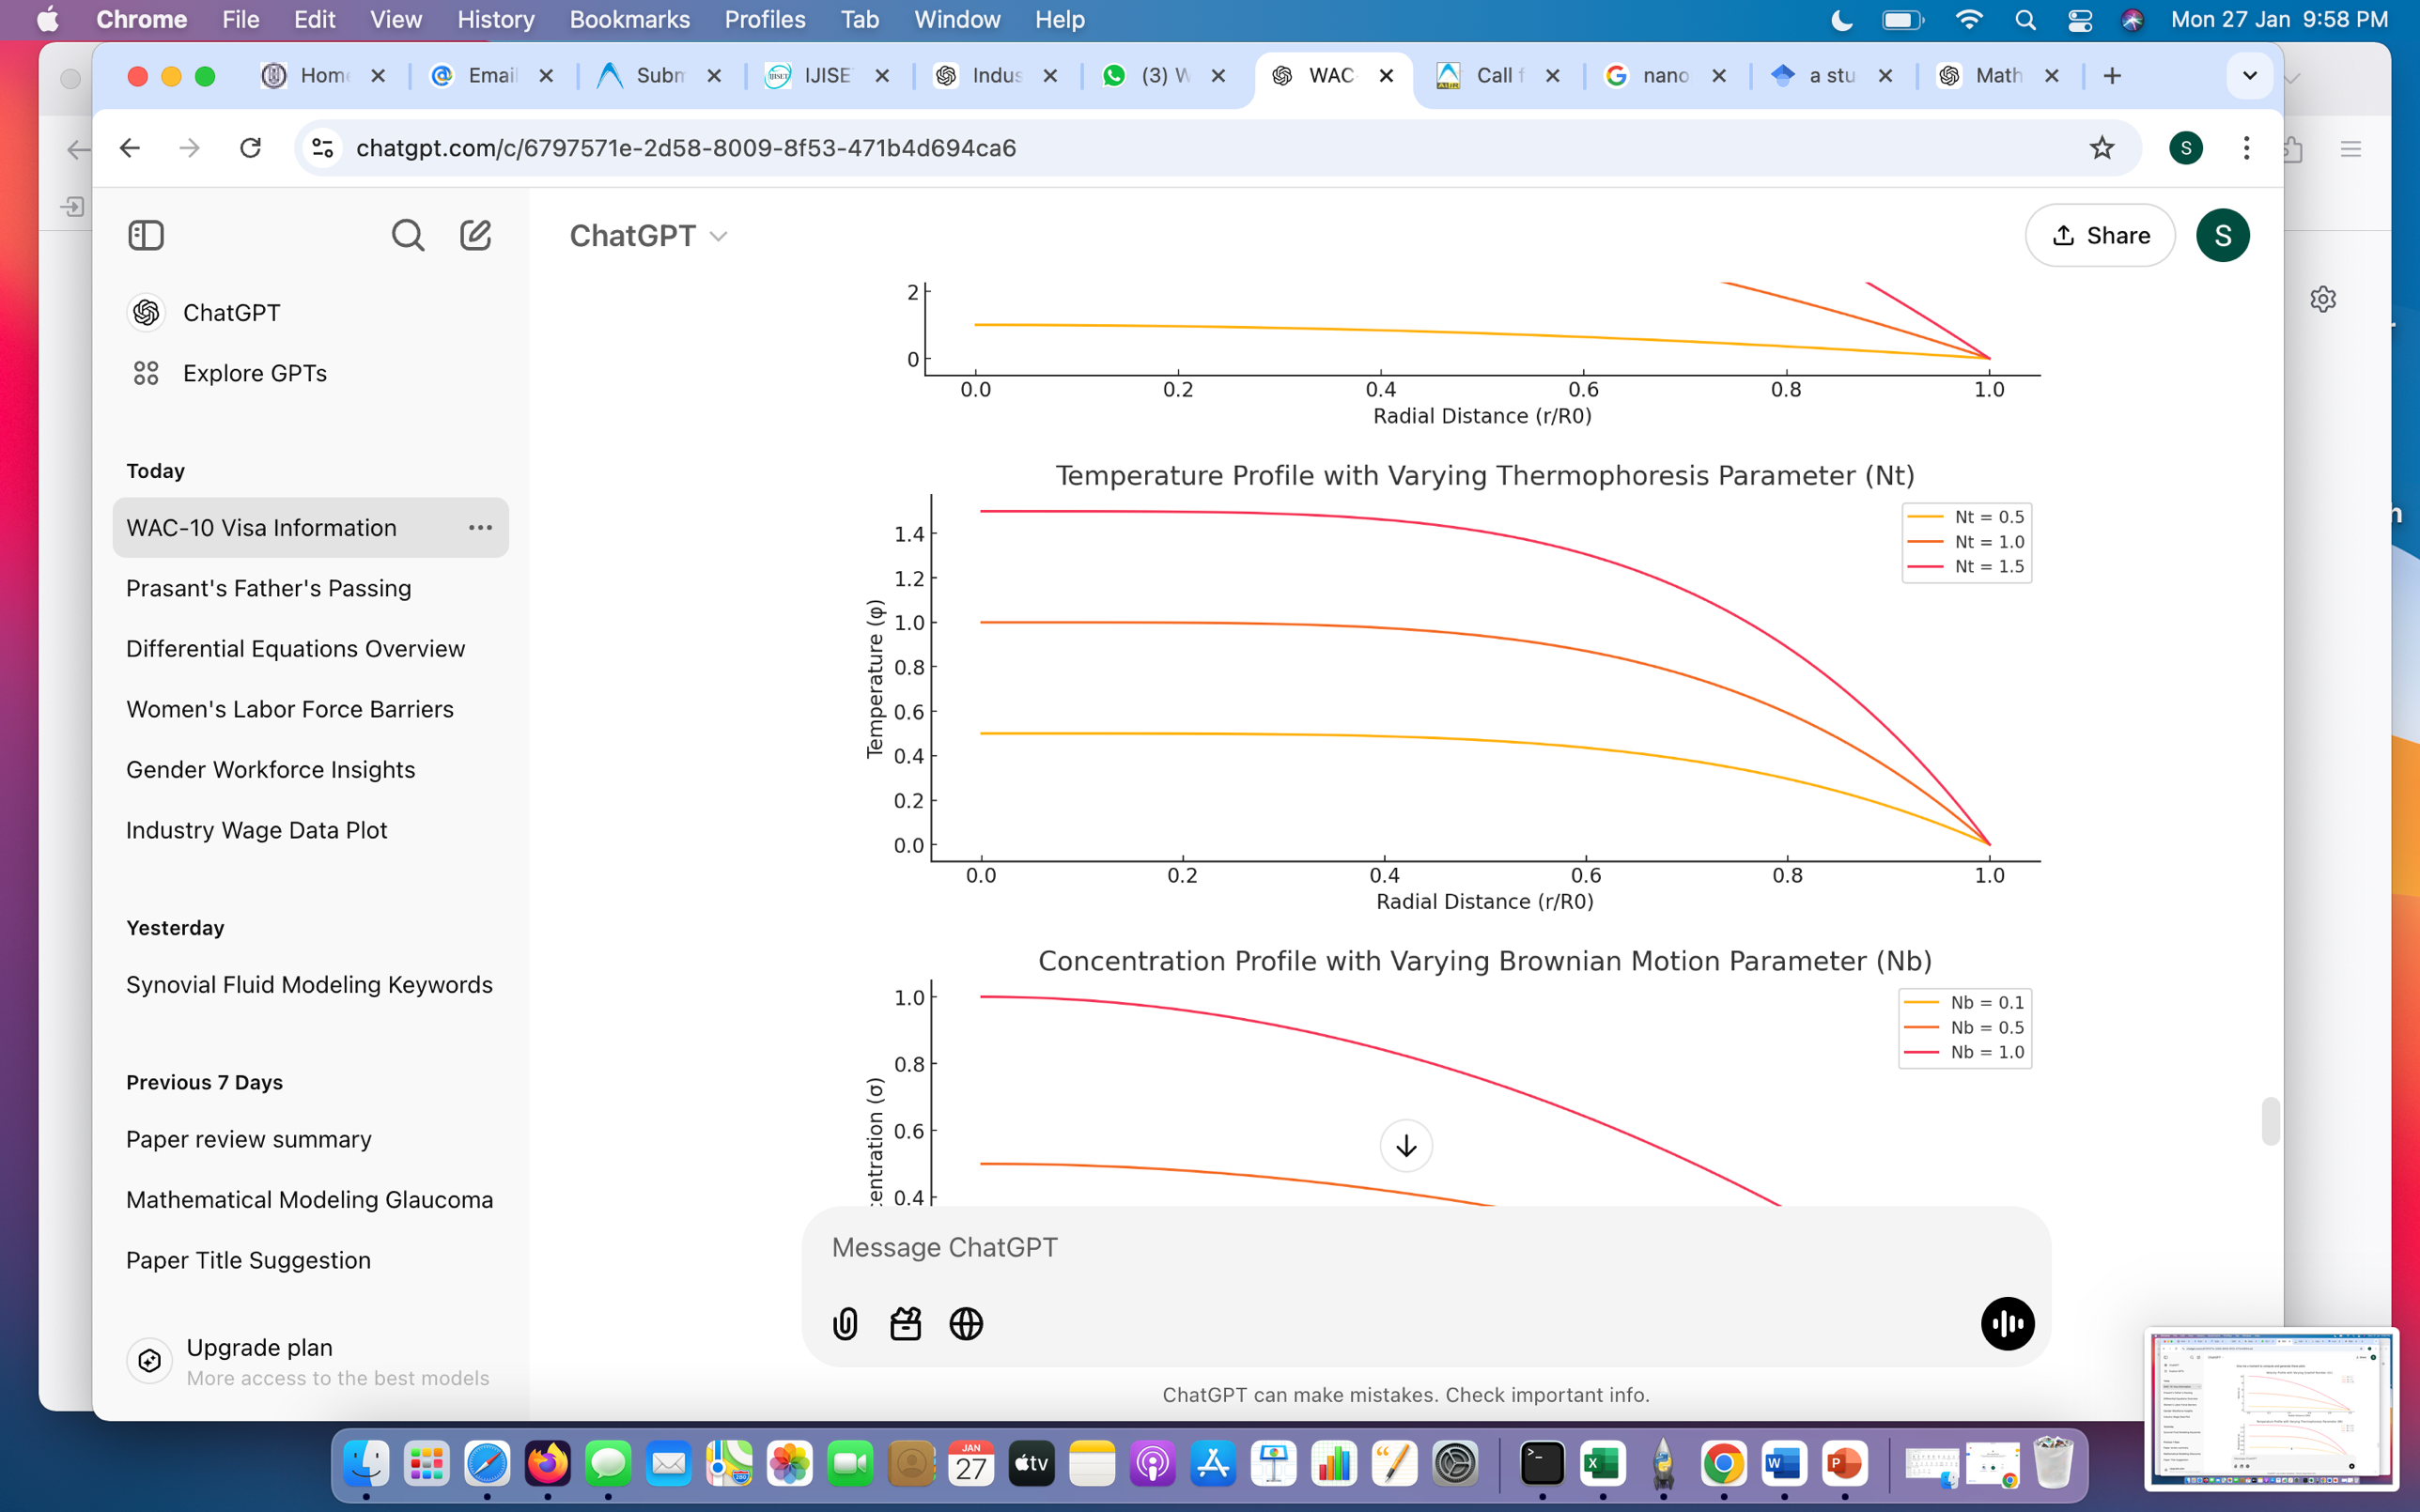 Chrome File Edit View History Bookmarks Profiles Tab Window Help Mon 27 Jan 9:58 PM
Hom Email Subm IJISE Indus (3) W WAC Call f nano a stu Math
chatgpt.com/c/6797571e-2d58-8009-8f53-471b4d694ca6 S
ChatGPT Share S
ChatGPT
Explore GPTs
Today
WAC-10 Visa Information
Prasant's Father's Passing
Differential Equations Overview
Women's Labor Force Barriers
Gender Workforce Insights
Industry Wage Data Plot
Yesterday
Synovial Fluid Modeling Keywords
Previous 7 Days
Paper review summary
Mathematical Modeling Glaucoma
Paper Title Suggestion
Upgrade plan
More access to the best models
2
0
0.0 0.2 0.4 0.6 0.8 1.0
Radial Distance (r/R0)
Temperature Profile with Varying Thermophoresis Parameter (Nt)
Nt = 0.5
Nt = 1.0
Nt = 1.5
Temperature (φ)
1.4
1.2
1.0
0.8
0.6
0.4
0.2
0.0
0.0 0.2 0.4 0.6 0.8 1.0
Radial Distance (r/R0)
Concentration Profile with Varying Brownian Motion Parameter (Nb)
Nb = 0.1
Nb = 0.5
Nb = 1.0
centration (σ)
1.0
0.8
0.6
0.4
Message ChatGPT
ChatGPT can make mistakes. Check important info.
JAN
27
tv